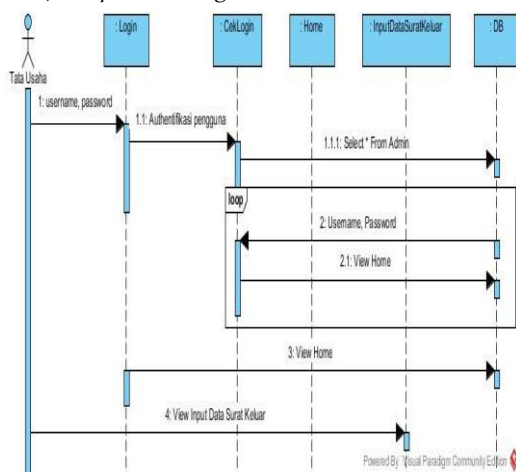 : Login
: CekLogin
: Home
: InputDataSuratKeluar
: DB
Tata Usaha
1: username, password
1.1: Authentifikasi pengguna
1.1.1: Select * From Admin
loop
2: Username, Password
2.1: View Home
3: View Home
4: View Input Data Surat Keluar
Powered By Visual Paradigm Community Edition